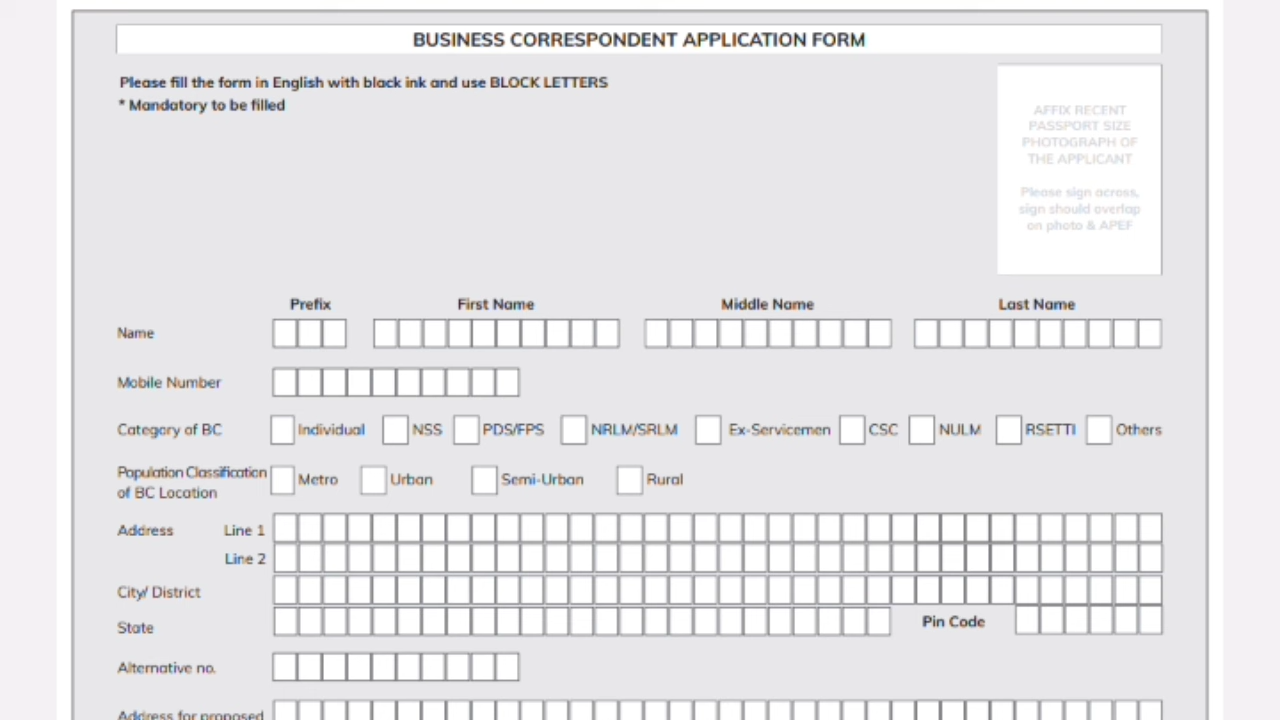 BUSINESS CORRESPONDENT APPLICATION FORM
Please fill the form in English with black ink and use BLOCK LETTERS
* Mandatory to be filled
AFFIX RECENT
PASSPORT SIZE
PHOTOGRAPH OF
THE APPLICANT
Please sign across,
sign should overlap
on photo & APEF
Prefix First Name Middle Name Last Name
Name
Mobile Number
Category of BC Individual NSS PDS/FPS NRLM/SRLM Ex-Servicemen CSC NULM RSETTI Others
Population Classification
of BC Location Metro Urban Semi-Urban Rural
Address Line 1
Line 2
City/ District
State Pin Code
Alternative no.
Address for proposed